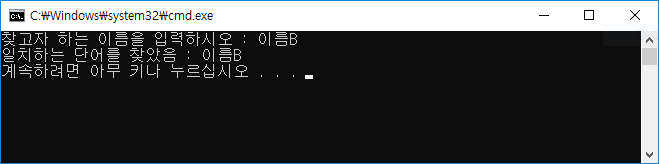 C:\Windows\system32\cmd.exe
찾고자 하는 이름을 입력하시오 : 이름B
일치하는 단어를 찾았음 : 이름B
계속하려면 아무 키나 누르십시오 . . .